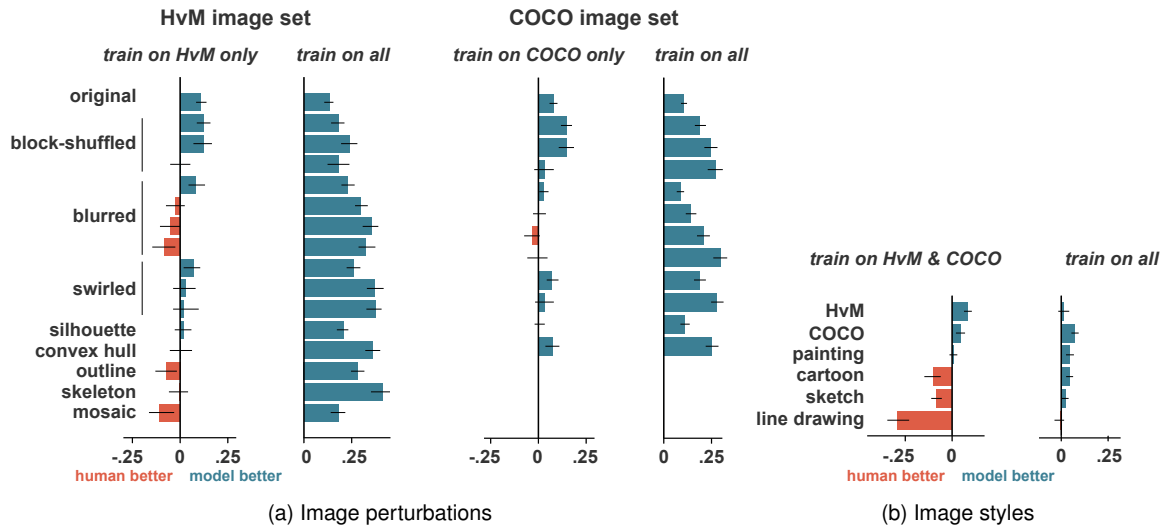 HvM image set
COCO image set
train on HvM only
train on all
train on COCO only
train on all
original
block-shuffled
blurred
swirled
silhouette
convex hull
outline
skeleton
mosaic
-.25 0 .25
0 .25
-.25 0 .25
0 .25
human better model better
(a) Image perturbations
train on HvM & COCO
train on all
HvM
COCO
painting
cartoon
sketch
line drawing
-.25 0 .25
0 .25
human better model better
(b) Image styles